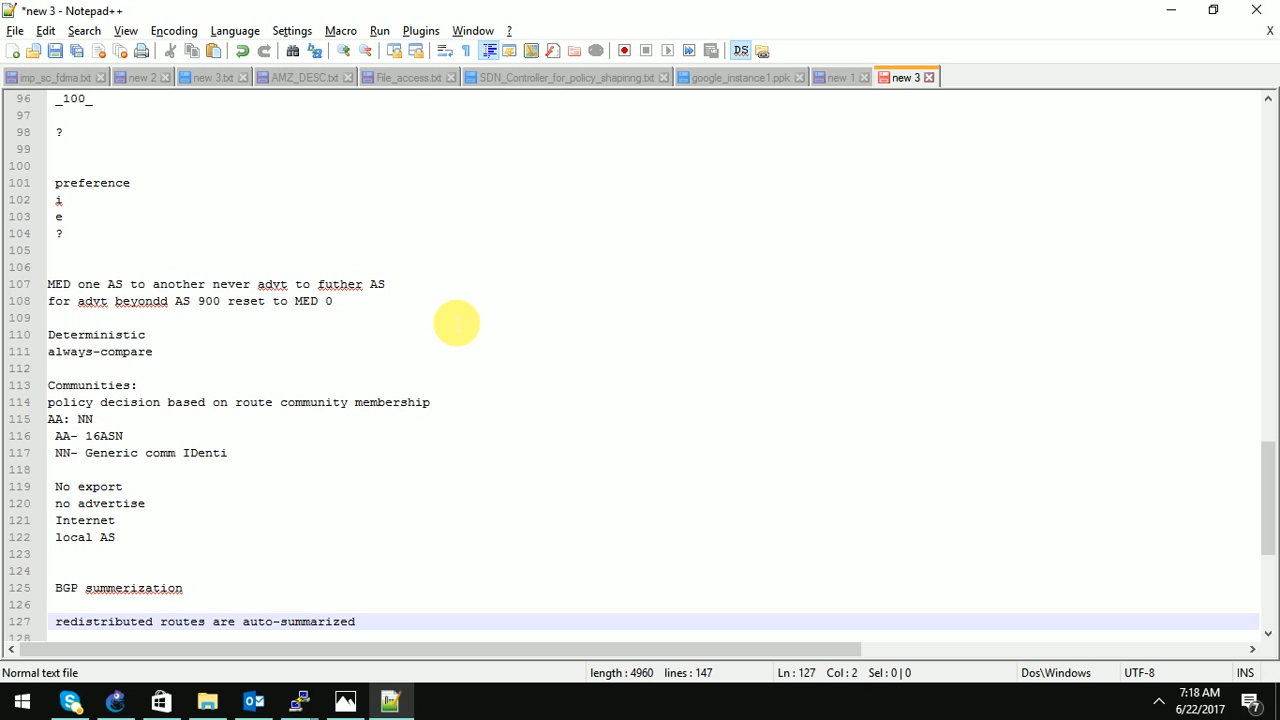 *new 3 - Notepad++
File Edit Search View Encoding Language Settings Macro Run Plugins Window ? X
imp_sc_fdma.txt new 2 new 3.txt AMZ_DESC.txt File_access.txt SDN_Controller_for_policy_shapinng.txt google_instance1.ppk new 1 new 3
96 _100_
97
98 ?
99
100
101 preference
102 i
103 e
104 ?
105
106
107 MED one AS to another never advt to futher AS
108 for advt beyondd AS 900 reset to MED 0
109
110 Deterministic
111 always-compare
112
113 Communities:
114 policy decision based on route community membership
115 AA: NN
116 AA- 16ASN
117 NN- Generic comm IDenti
118
119 No export
120 no advertise
121 Internet
122 local AS
123
124
125 BGP summerization
126
127 redistributed routes are auto-summarized
128
Normal text file length : 4960 lines : 147 Ln : 127 Col : 2 Sel : 0 | 0 Dos\Windows UTF-8 INS
7:18 AM
6/22/2017
7